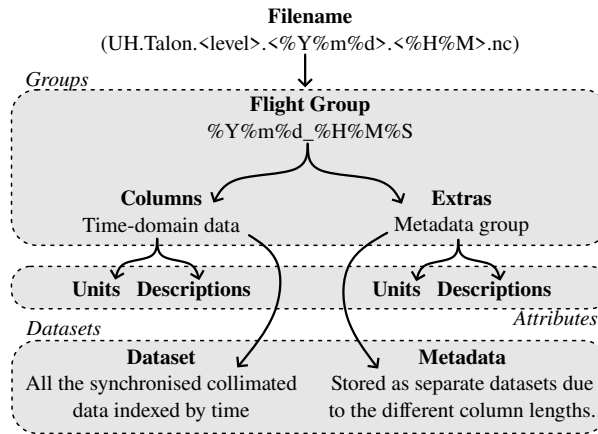 Filename
(UH.Talon.<level>.<%Y%m%d>.<%H%M>.nc)
Groups
Flight Group
%Y%m%d_%H%M%S
Columns
Time-domain data
Extras
Metadata group
Units Descriptions
Units Descriptions
Attributes
Datasets
Dataset
All the synchronised collimated
data indexed by time
Metadata
Stored as separate datasets due
to the different column lengths.